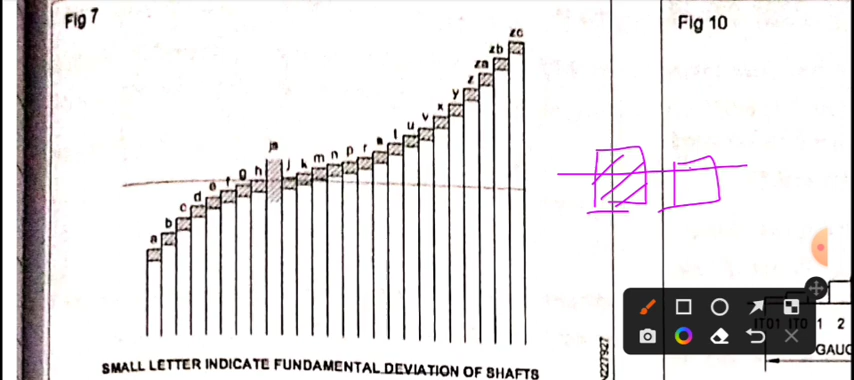 Fig 7
Fig 10
zc
zb
za
z
y
x
v
u
t
s
r
p
n
m
k
j
js
h
g
f
e
d
c
b
a
IT01 IT0 1 2
GAUG
227927
SMALL LETTER INDICATE FUNDAMENTAL DEVIATION OF SHAFTS